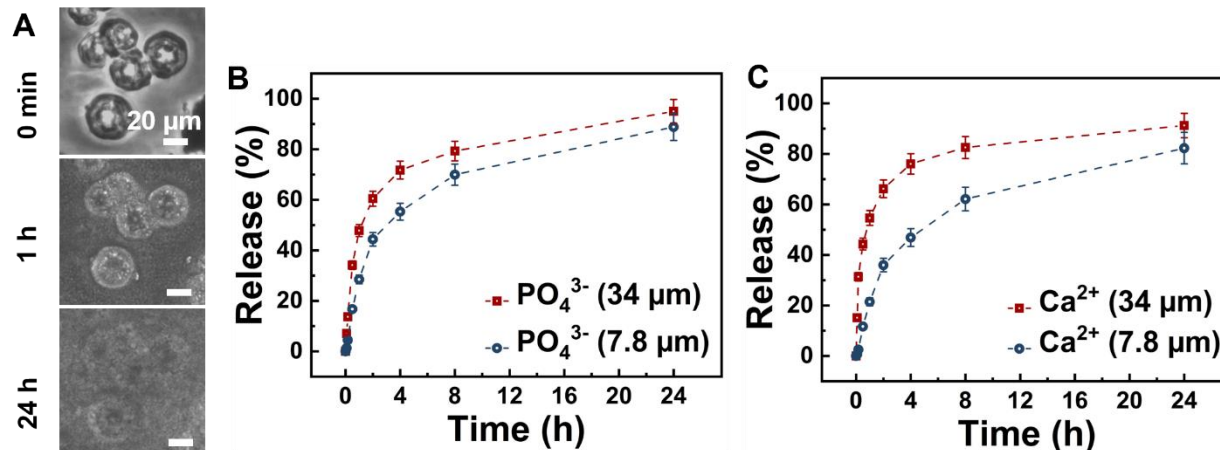 A
0 min
20 µm
1 h
24 h
B
Release (%)
100
80
60
40
20
0
PO₄³⁻ (34 µm)
PO₄³⁻ (7.8 µm)
0 4 8 12 16 20 24
Time (h)
C
Release (%)
100
80
60
40
20
0
Ca²⁺ (34 µm)
Ca²⁺ (7.8 µm)
0 4 8 12 16 20 24
Time (h)